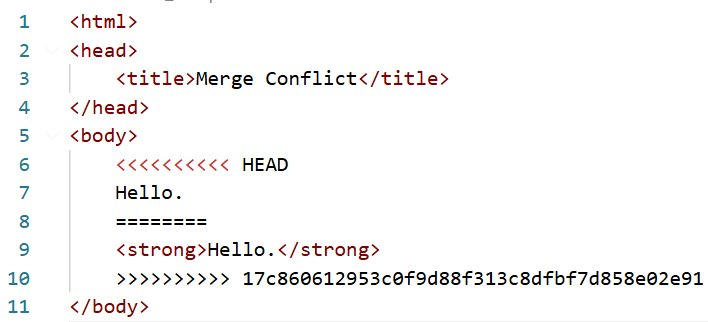 1 <html>
2 <head>
3 <title>Merge Conflict</title>
4 </head>
5 <body>
6 <<<<<<<<<< HEAD
7 Hello.
8 ========
9 <strong>Hello.</strong>
10 >>>>>>>>>> 17c860612953c0f9d88f313c8dfbf7d858e02e91
11 </body>